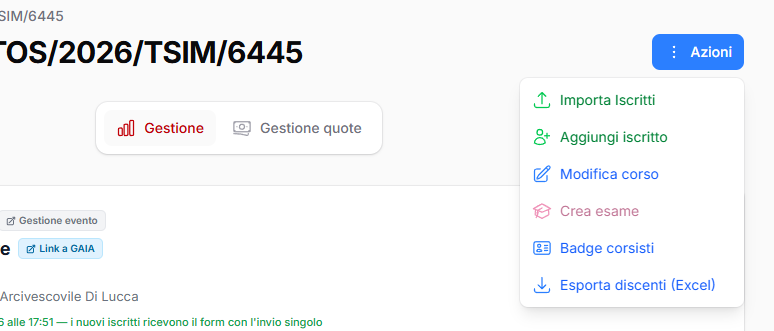 SIM/6445
TOS/2026/TSIM/6445
Azioni
Importa Iscritti
Gestione
Gestione quote
Aggiungi iscritto
Modifica corso
Crea esame
Gestione evento
e
Link a GAIA
Badge corsisti
Esporta discenti (Excel)
Arcivescovile Di Lucca
6 alle 17:51 — i nuovi iscritti ricevono il form con l'invio singolo